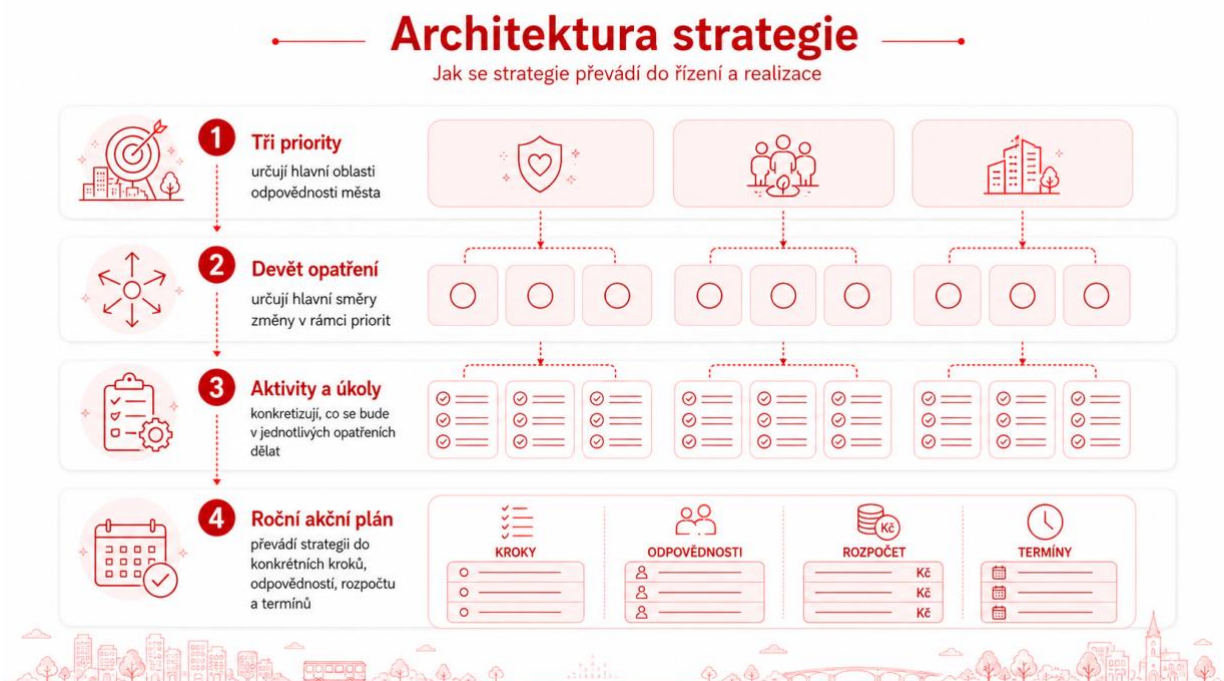 Architektura strategie
Jak se strategie převádí do řízení a realizace
1
Tři priority
určují hlavní oblasti
odpovědnosti města
2
Devět opatření
určují hlavní směry
změny v rámci priorit
3
Aktivity a úkoly
konkretizují, co se bude
v jednotlivých opatřeních
dělat
4
Roční akční plán
převádí strategii do
konkrétních kroků,
odpovědností, rozpočtu
a termínů
KROKY
ODPOVĚDNOSTI
Kč
ROZPOČET
Kč
Kč
Kč
TERMÍNY